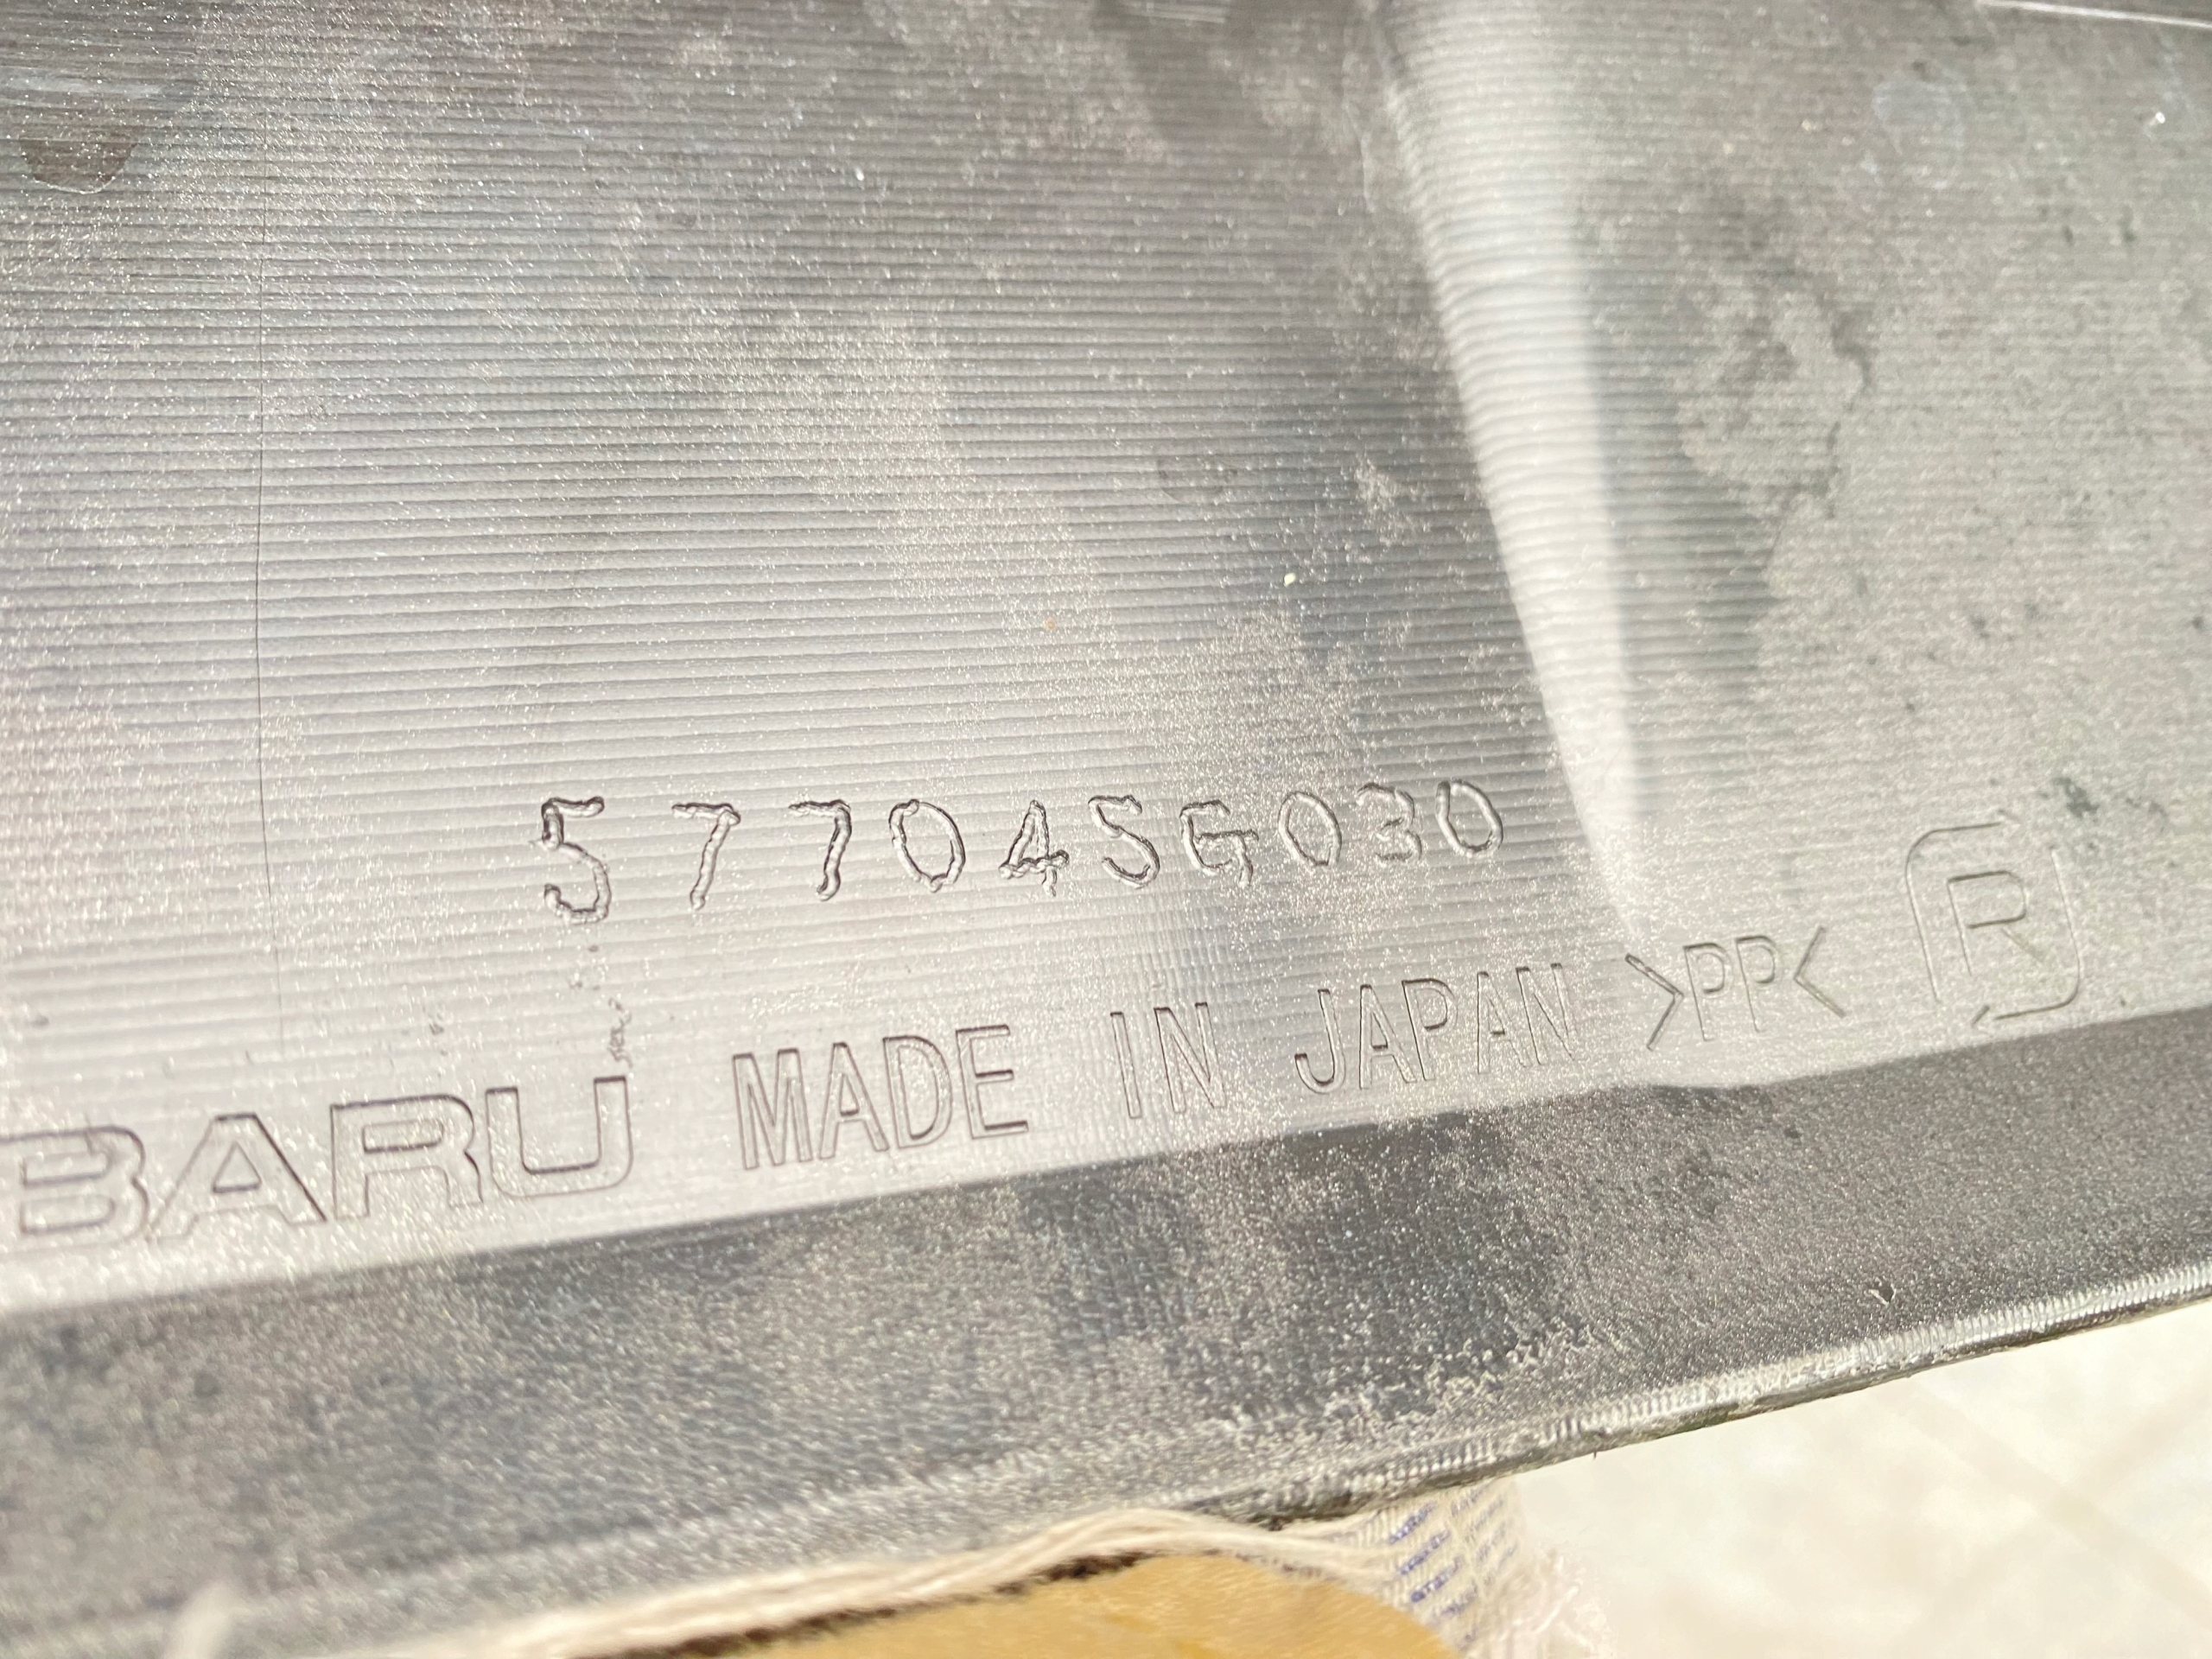 57704SG030
BARU MADE IN JAPAN >PP< R